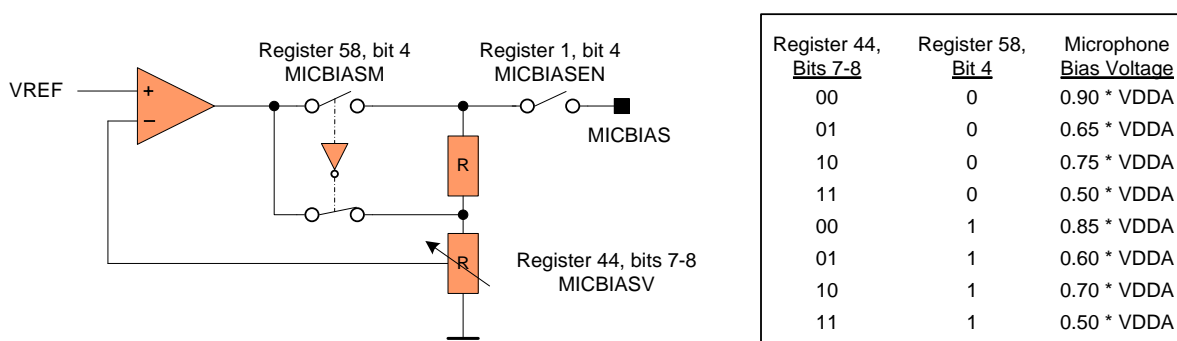 Register 58, bit 4
MICBIASM
Register 1, bit 4
MICBIASEN
VREF
+
−
MICBIAS
R
R
Register 44, bits 7-8
MICBIASV
Register 44, Register 58, Microphone
Bits 7-8 Bit 4 Bias Voltage
00 0 0.90 * VDDA
01 0 0.65 * VDDA
10 0 0.75 * VDDA
11 0 0.50 * VDDA
00 1 0.85 * VDDA
01 1 0.60 * VDDA
10 1 0.70 * VDDA
11 1 0.50 * VDDA